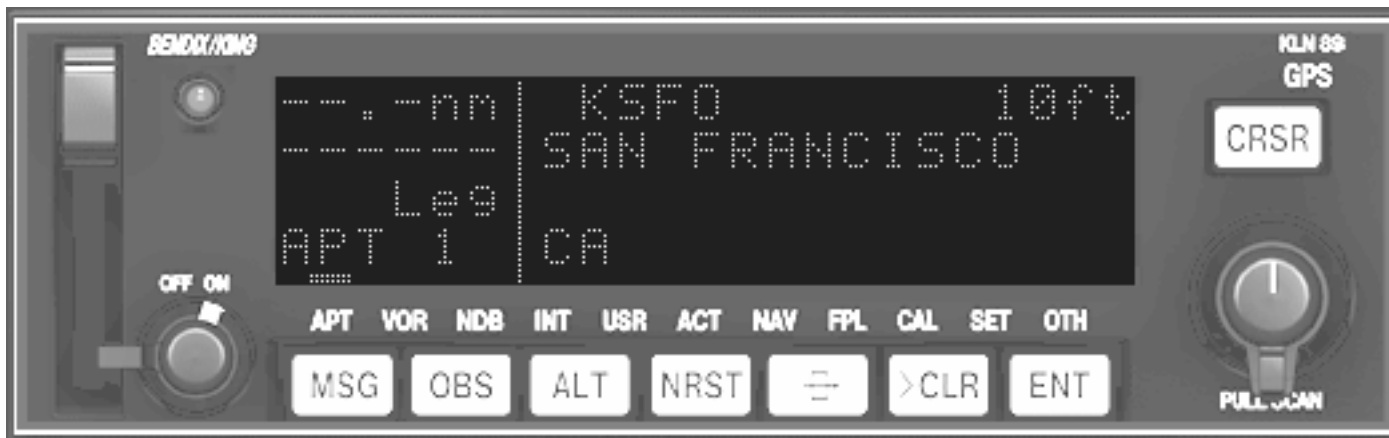 BENDIX/KING
KLN 89
GPS
--.-nm KSFO 10ft
------ SAN FRANCISCO
Leg
APT 1 CA
CRSR
OFF ON
APT VOR NDB INT USR ACT NAV FPL CAL SET OTH
MSG OBS ALT NRST >CLR ENT
PULL SCAN